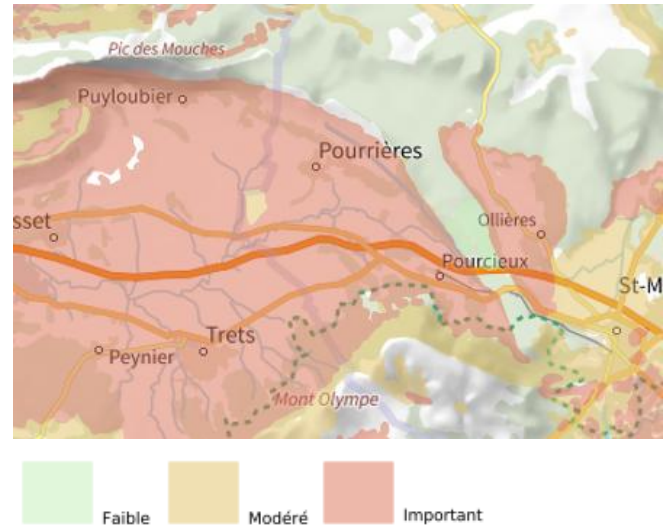 Pic des Mouches
Puyloubier
Pourrières
sset
Ollières
Pourcieux
St-M
Trets
Peynier
Mont Olympe
Faible Modéré Important